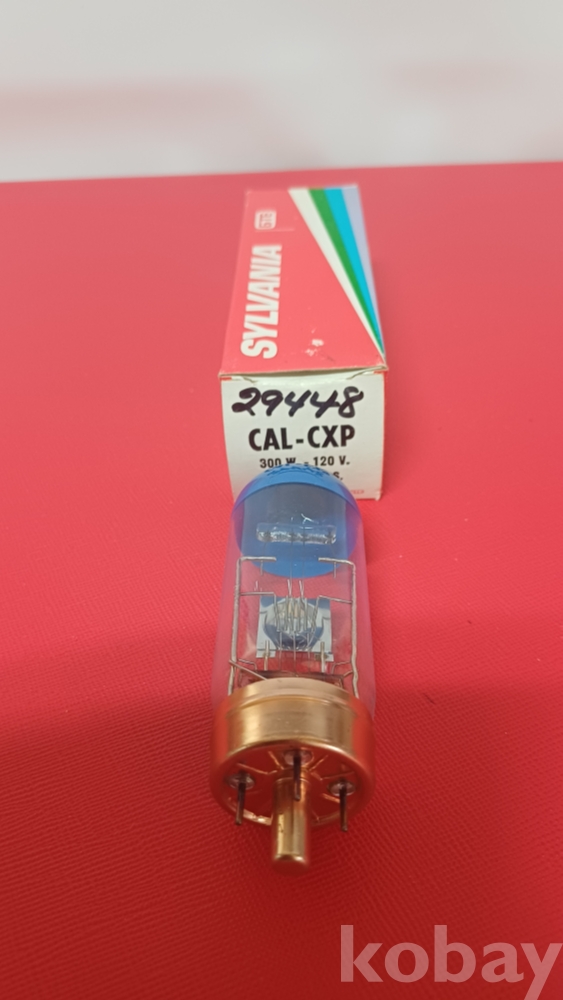 GTE
SYLVANIA
29448
CAL-CXP
300 W. - 120 V.
kobay